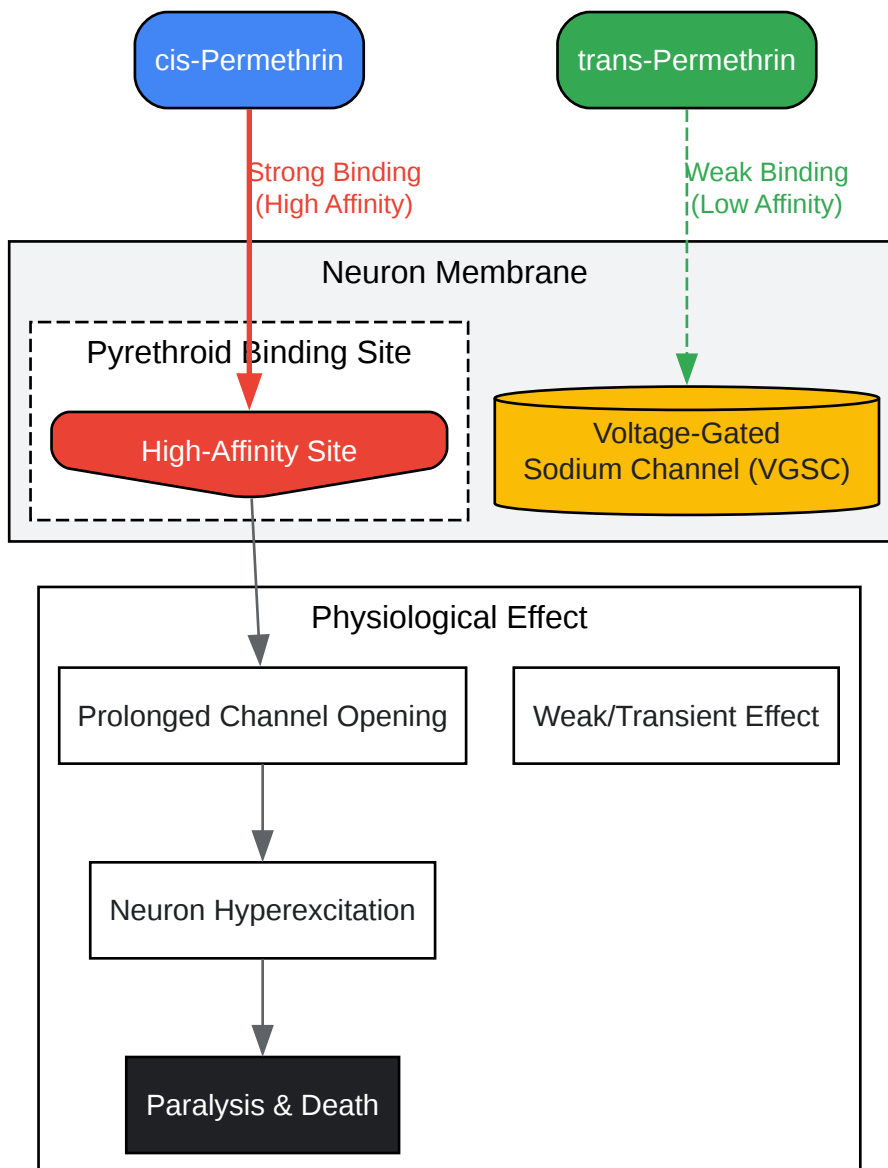 cis-Permethrin
trans-Permethrin
Strong Binding
(High Affinity)
Weak Binding
(Low Affinity)
Neuron Membrane
Pyrethroid Binding Site
High-Affinity Site
Voltage-Gated
Sodium Channel (VGSC)
Physiological Effect
Prolonged Channel Opening
Weak/Transient Effect
Neuron Hyperexcitation
Paralysis & Death